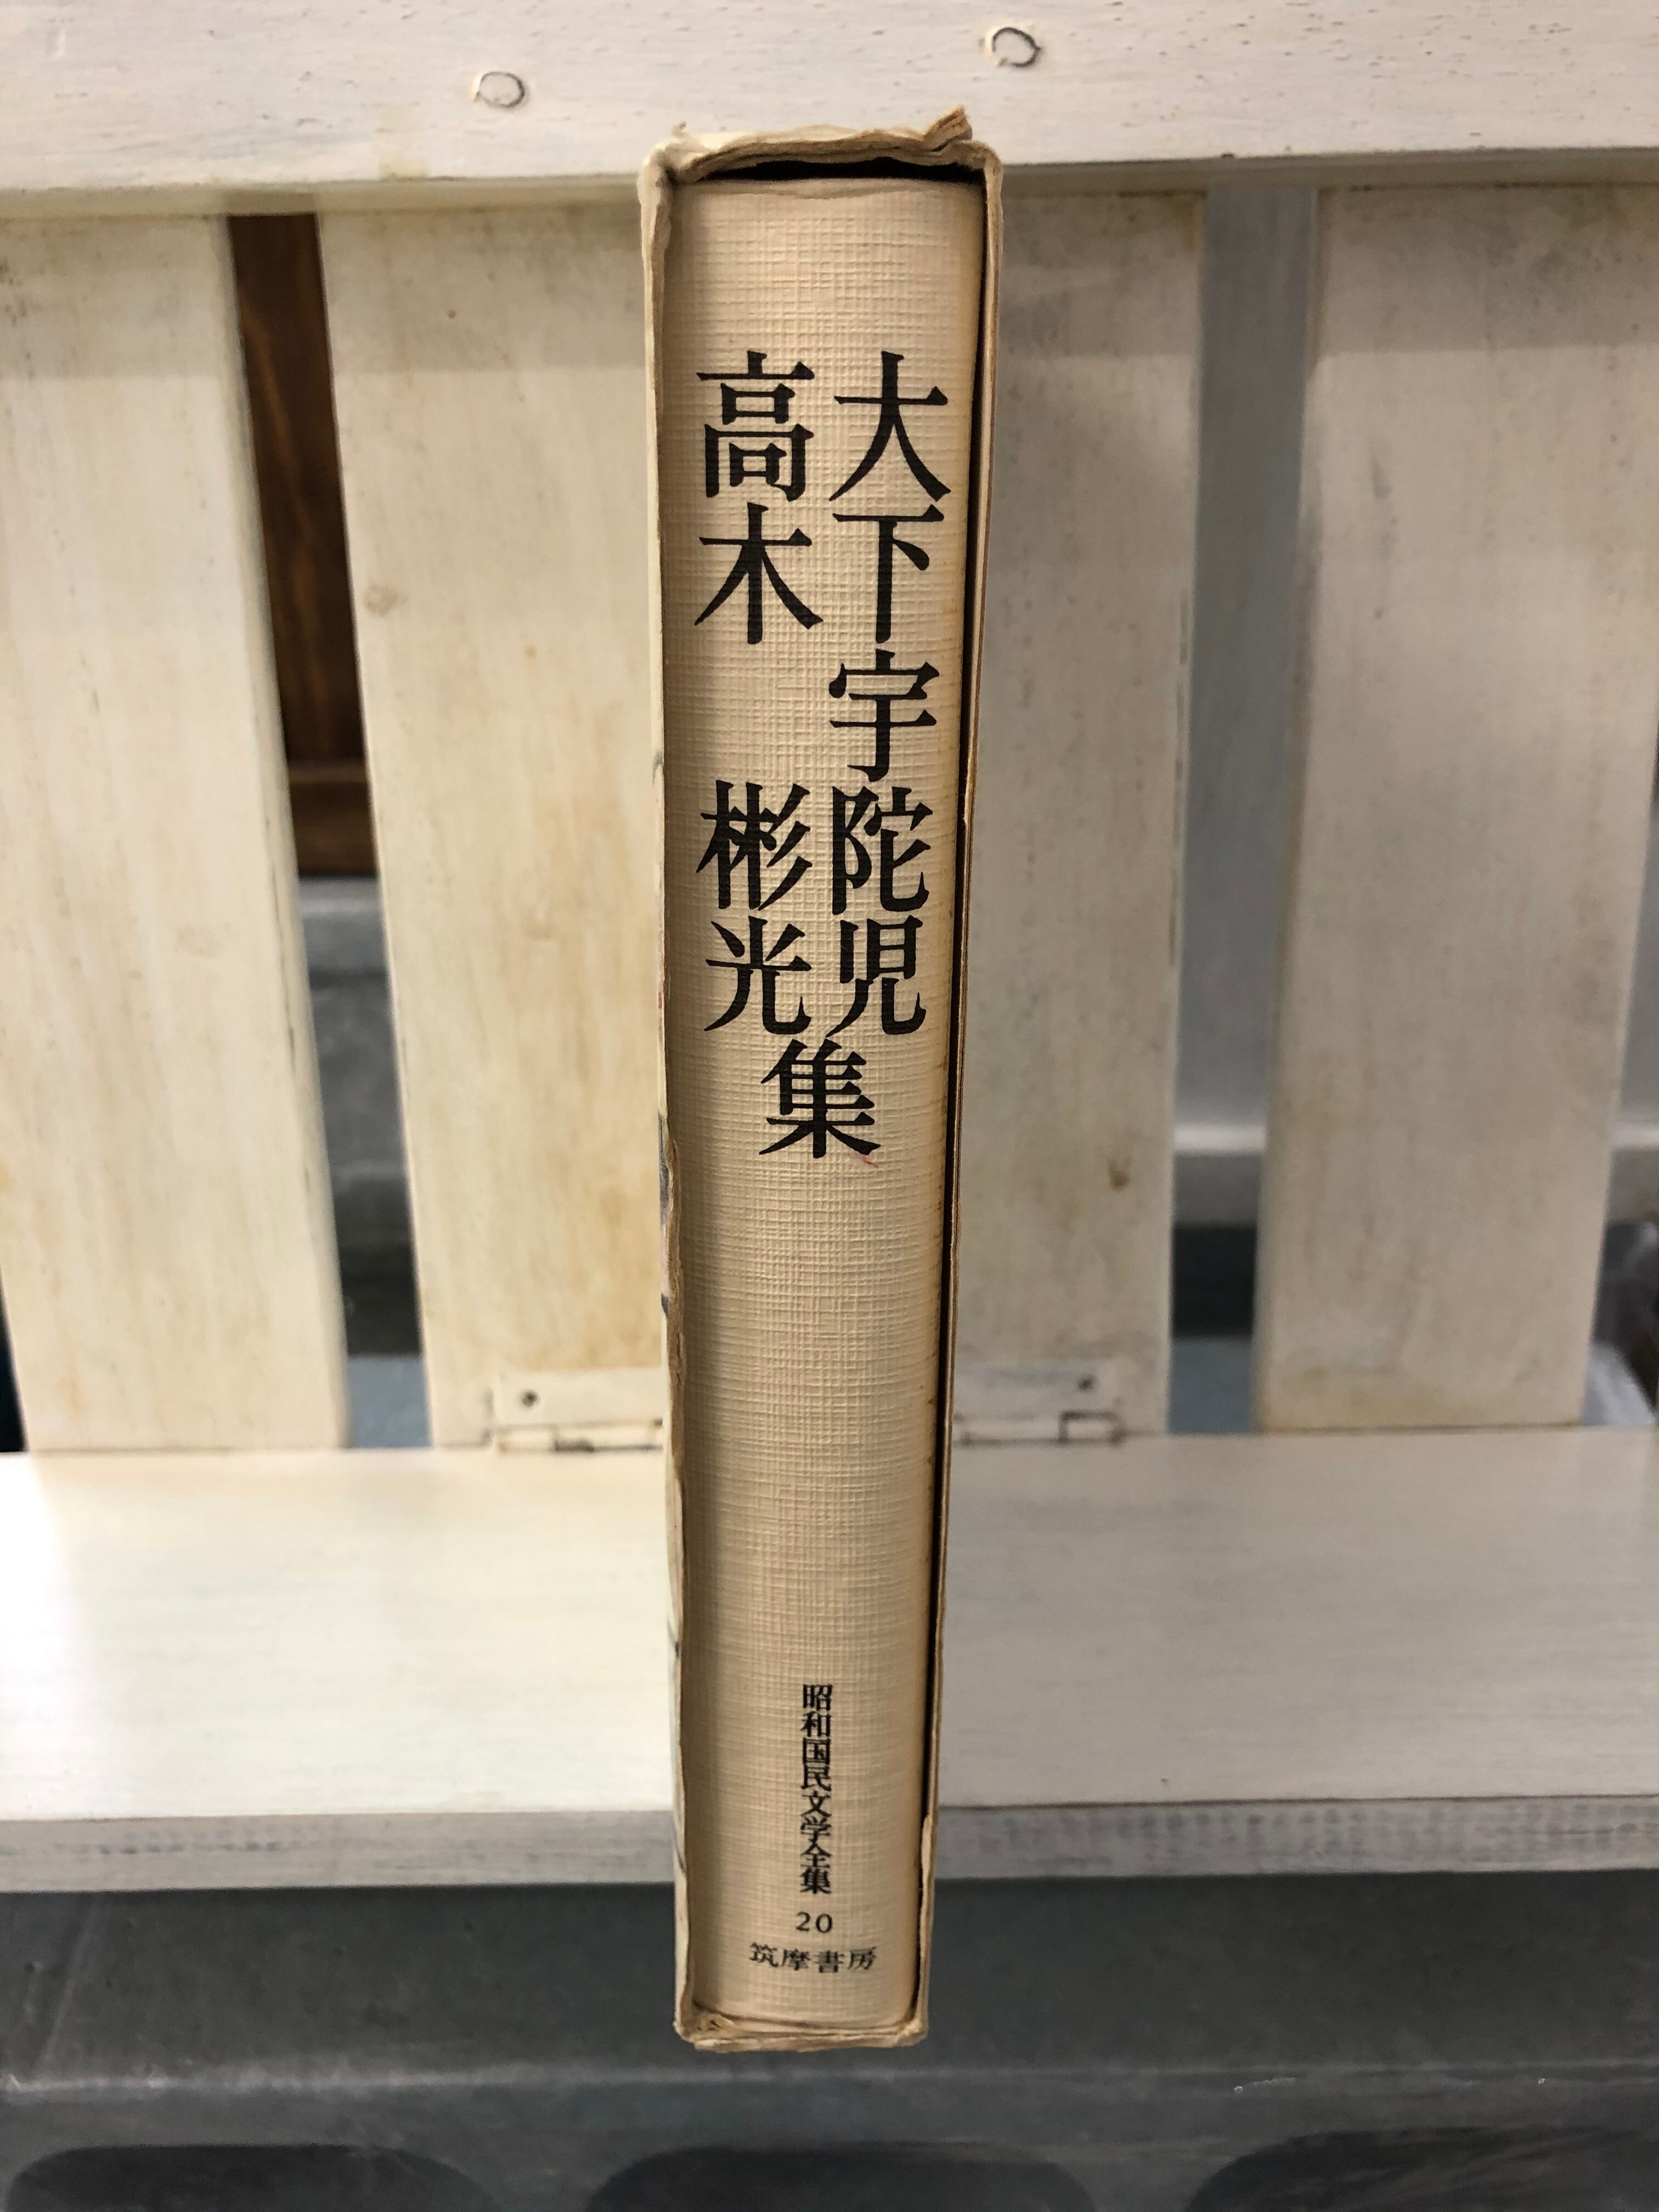 大下宇陀児
高木彬光
集
昭和国民文学全集
20
筑摩書房